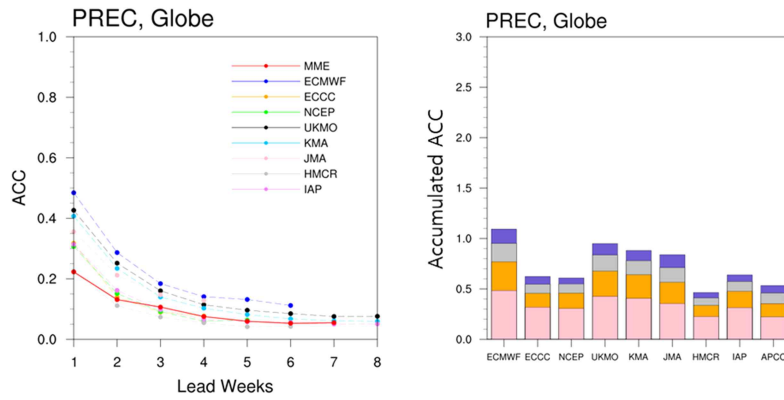 PREC, Globe
1.0
0.8
0.6
0.4
0.2
0.0
ACC
MME
ECMWF
ECCC
NCEP
UKMO
KMA
JMA
HMCR
IAP
1 2 3 4 5 6 7 8
Lead Weeks
PREC, Globe
3.0
2.5
2.0
1.5
1.0
0.5
0.0
Accumulated ACC
ECMWF ECCC NCEP UKMO KMA JMA HMCR IAP APCC